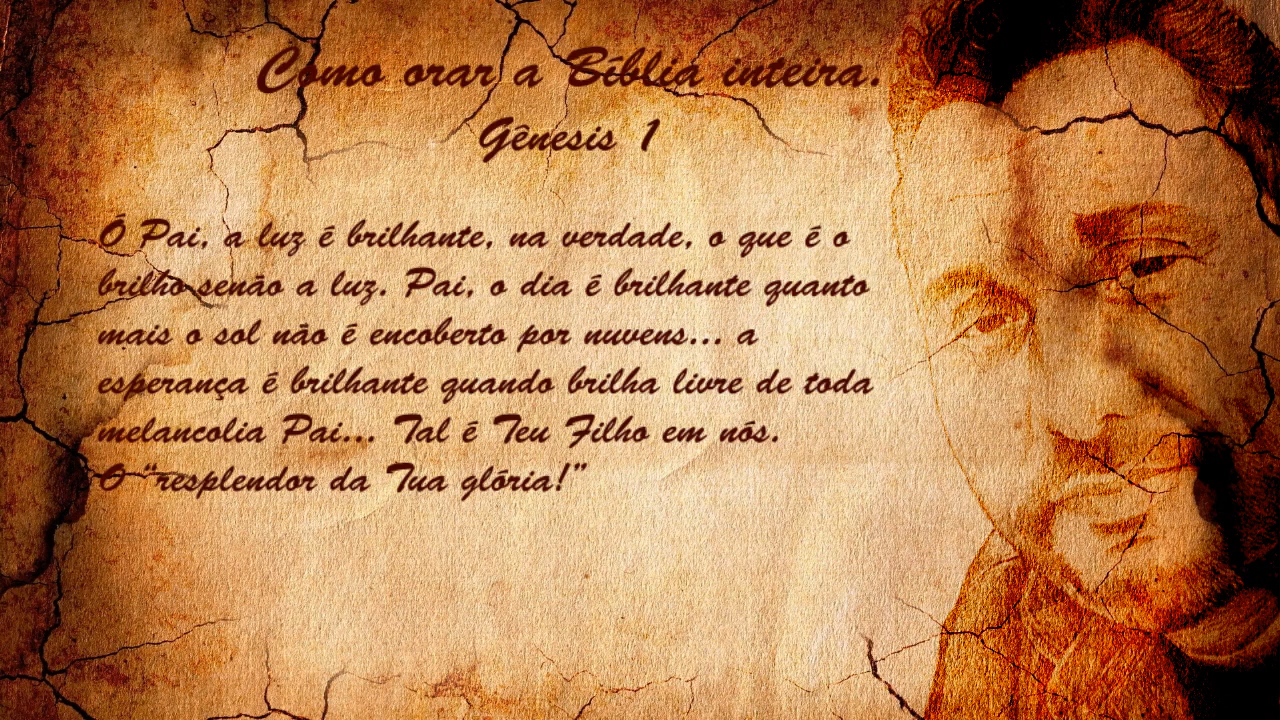 Como orar a Bíblia inteira.
Gênesis 1
Ó Pai, a luz é brilhante, na verdade, o que é o
brilho senão a luz. Pai, o dia é brilhante quanto
mais o sol não é encoberto por nuvens... a
esperança é brilhante quando brilha livre de toda
melancolia Pai... Tal é Teu Filho em nós.
O “resplendor da Tua glória!”